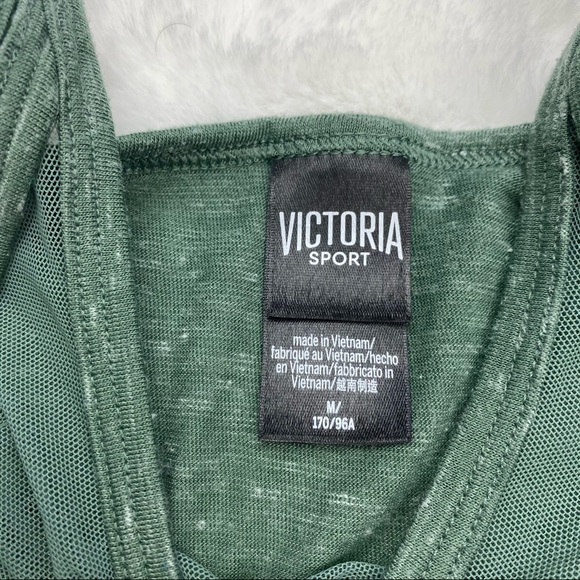 VICTORIA
SPORT
made in Vietnam/
fabriqué au Vietnam/hecho
en Vietnam/fabbricato in
Vietnam/越南制造
M/
170/96A